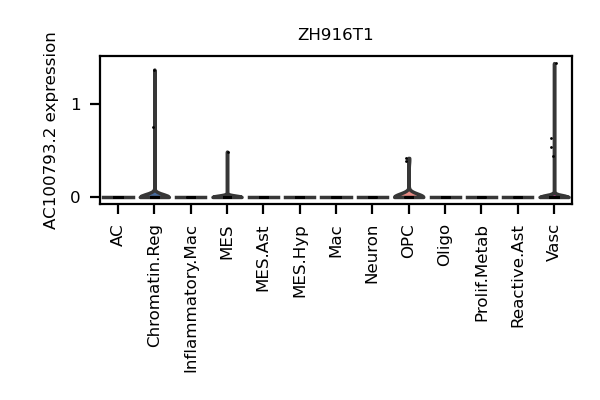 ZH916T1
AC100793.2 expression
1
0
AC
Chromatin.Reg
Inflammatory.Mac
MES
MES.Ast
MES.Hyp
Mac
Neuron
OPC
Oligo
Prolif.Metab
Reactive.Ast
Vasc